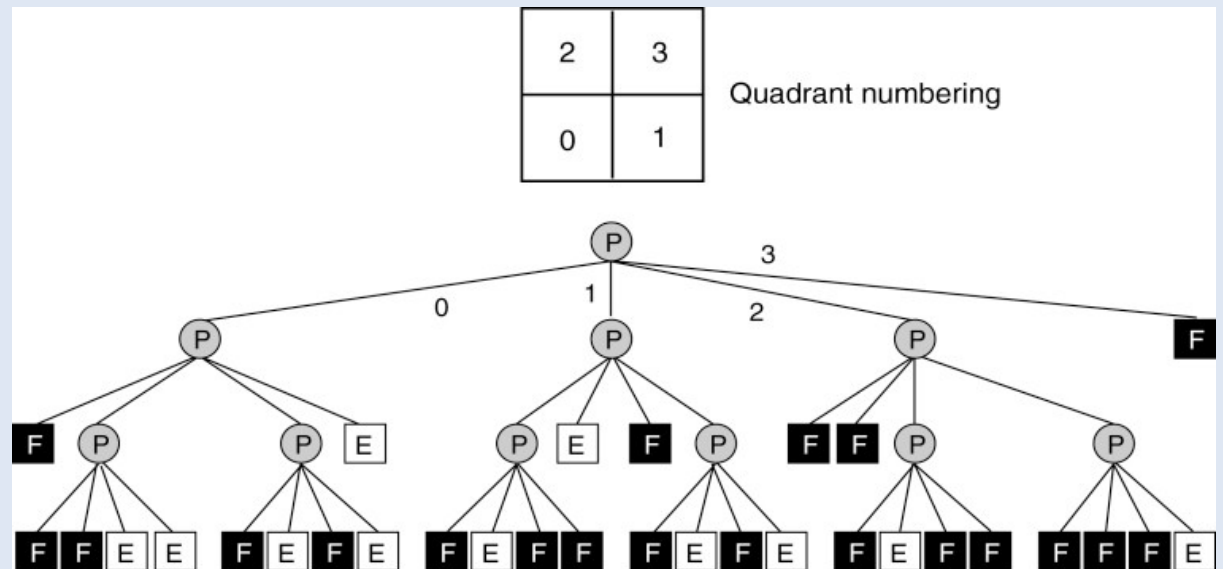 2 3
Quadrant numbering
0 1
P
3
1
0
2
P P P F
F P P E P E F P F F P P
F F E E F E F E F E F F F E F E F E F F F F F E